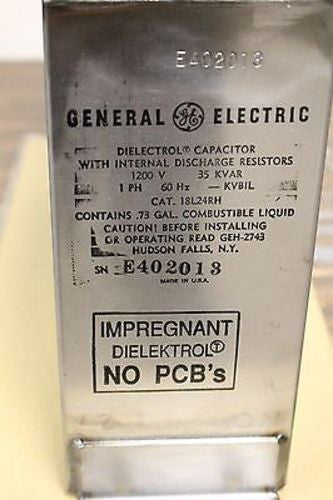 E402013
GENERAL GE ELECTRIC
DIELECTROL® CAPACITOR
WITH INTERNAL DISCHARGE RESISTORS
1200 V 35 KVAR
1 PH 60 Hz — KVBIL
CAT. 18L24RH
CONTAINS .73 GAL. COMBUSTIBLE LIQUID
CAUTION! BEFORE INSTALLING
OR OPERATING READ GEH-2743
HUDSON FALLS, N.Y.
SN E402013
MADE IN U.S.A.
IMPREGNANT
DIELEKTROL Ⓣ
NO PCB's